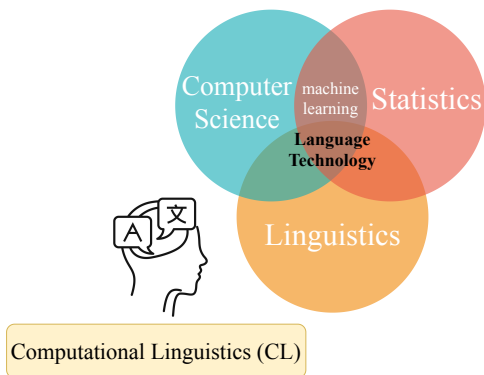 Computer
Science
machine
learning
Statistics
Language
Technology
Linguistics
A 文
Computational Linguistics (CL)